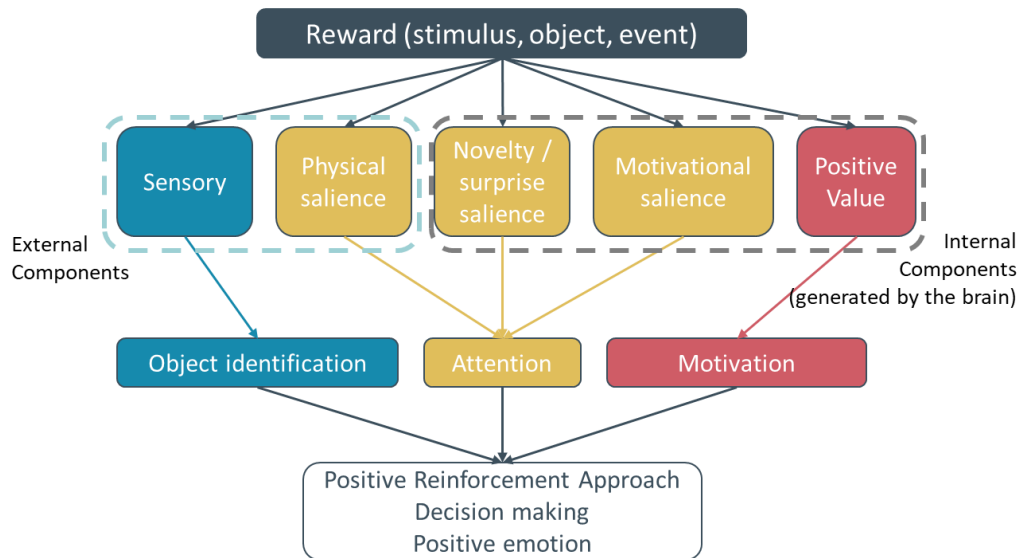 Reward (stimulus, object, event)
Sensory
Physical
salience
Novelty /
surprise
salience
Motivational
salience
Positive
Value
External
Components
Internal
Components
(generated by the brain)
Object identification
Attention
Motivation
Positive Reinforcement Approach
Decision making
Positive emotion